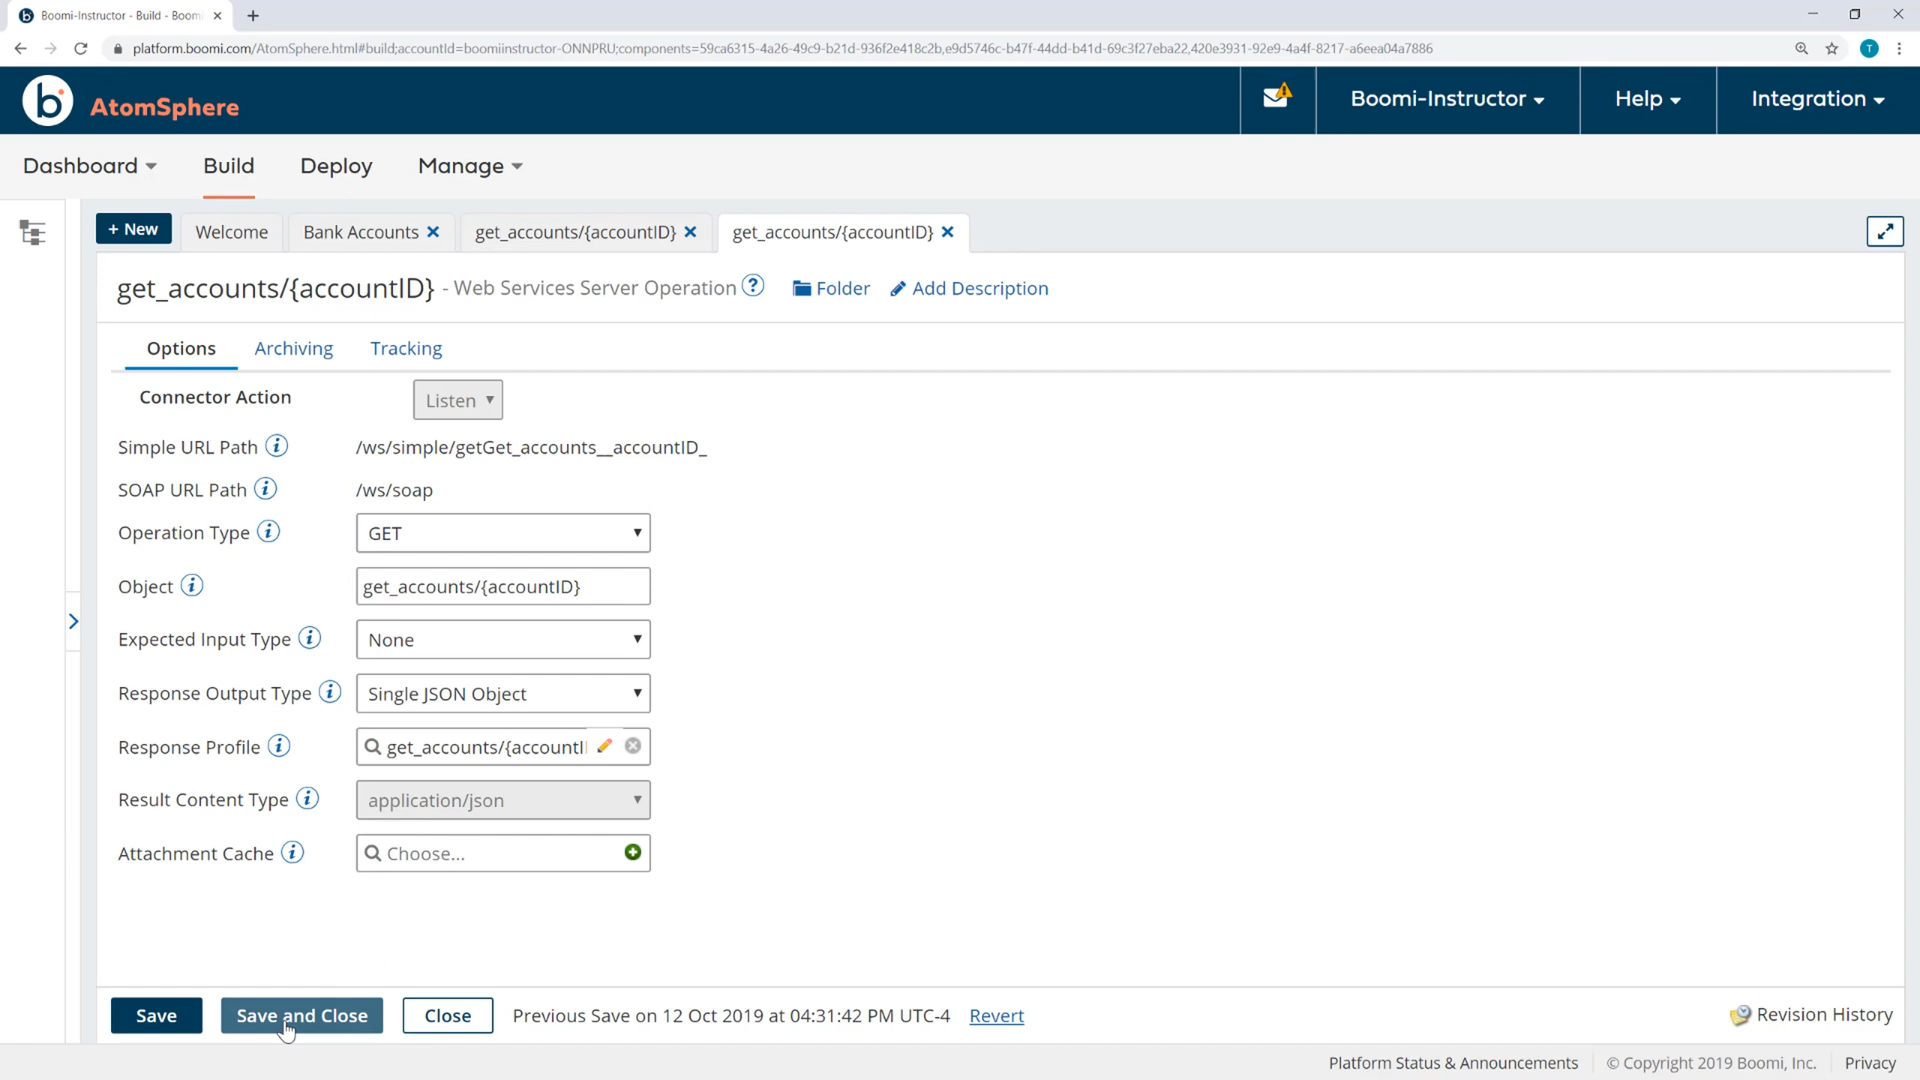 Boomi-Instructor - Build - Boomi
platform.boomi.com/AtomSphere.html#build;accountId=boomiinstructor-ONNPRU;components=59ca6315-4a26-49c9-b21d-936f2e418c2b,e9d5746c-b47f-44dd-b41d-69c3f27eba22,420e3931-92e9-4a4f-8217-a6eea04a7886
T
b AtomSphere Boomi-Instructor Help Integration
Dashboard Build Deploy Manage
+ New Welcome Bank Accounts get_accounts/{accountID} get_accounts/{accountID}
get_accounts/{accountID} - Web Services Server Operation ? Folder Add Description
Options Archiving Tracking
Connector Action Listen
Simple URL Path i /ws/simple/getGet_accounts__accountID_
SOAP URL Path i /ws/soap
Operation Type i GET
Object i get_accounts/{accountID}
Expected Input Type i None
Response Output Type i Single JSON Object
Response Profile i get_accounts/{accountI
Result Content Type i application/json
Attachment Cache i Choose...
Save Save and Close Close Previous Save on 12 Oct 2019 at 04:31:42 PM UTC-4 Revert Revision History
Platform Status & Announcements © Copyright 2019 Boomi, Inc. Privacy